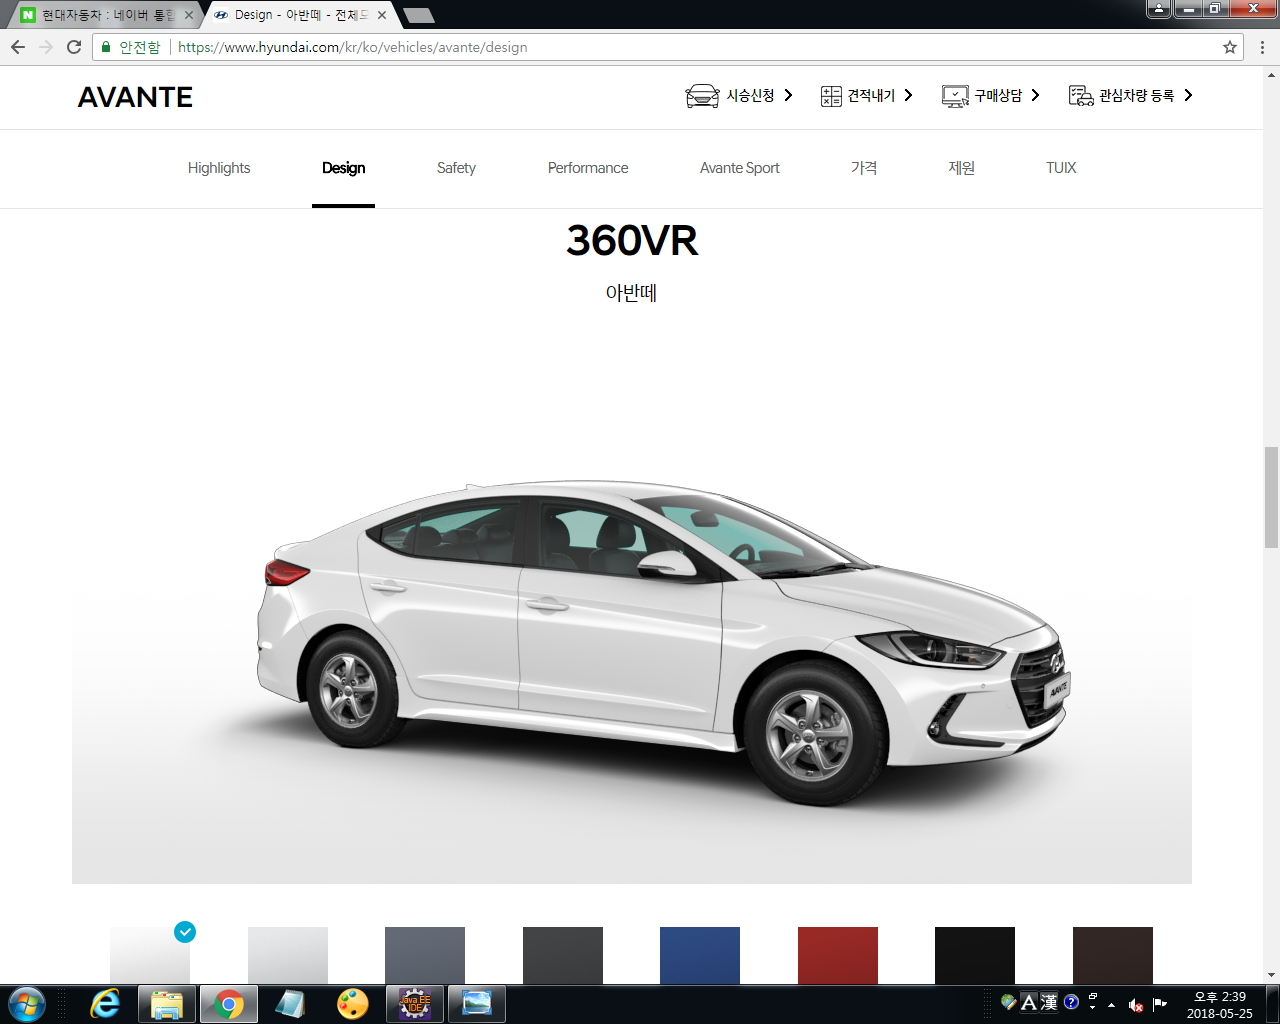 현대자동차 : 네이버 통합
Design - 아반떼 - 전체모
안전함
https://www.hyundai.com/kr/ko/vehicles/avante/design
AVANTE
시승신청
견적내기
구매상담
관심차량 등록
Highlights
Design
Safety
Performance
Avante Sport
가격
제원
TUIX
360VR
아반떼
AVANTE
Java EE
IDE
A 漢
오후 2:39
2018-05-25